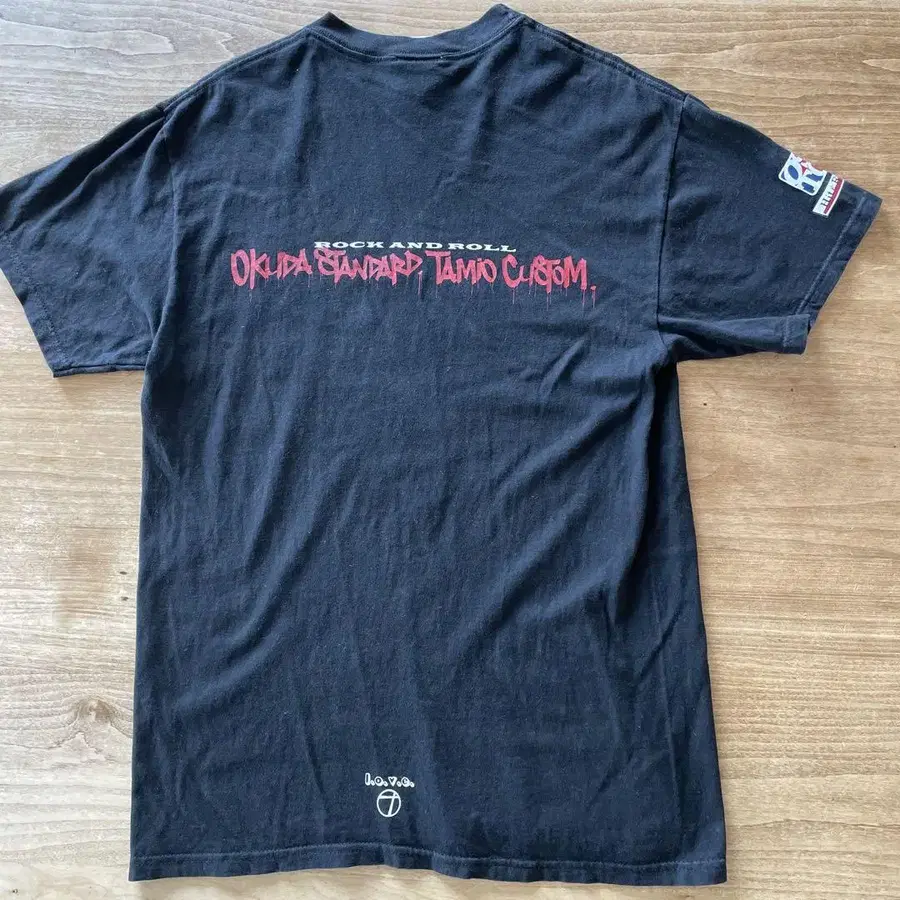 ROCK AND ROLL
OKUDA STANDARD. TAMIO CUSTOM.
l.o.v.e.